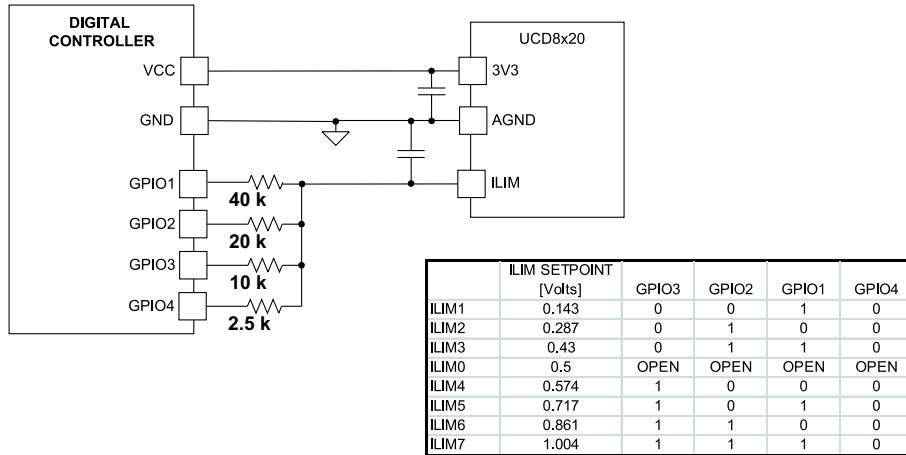 DIGITAL
CONTROLLER
UCD8x20
VCC
3V3
GND
AGND
GPIO1
ILIM
40 k
GPIO2
20 k
GPIO3
10 k
GPIO4
2.5 k
ILIM SETPOINT
[Volts] GPIO3 GPIO2 GPIO1 GPIO4
ILIM1 0.143 0 0 1 0
ILIM2 0.287 0 1 0 0
ILIM3 0.43 0 1 1 0
ILIM0 0.5 OPEN OPEN OPEN OPEN
ILIM4 0.574 1 0 0 0
ILIM5 0.717 1 0 1 0
ILIM6 0.861 1 1 0 0
ILIM7 1.004 1 1 1 0